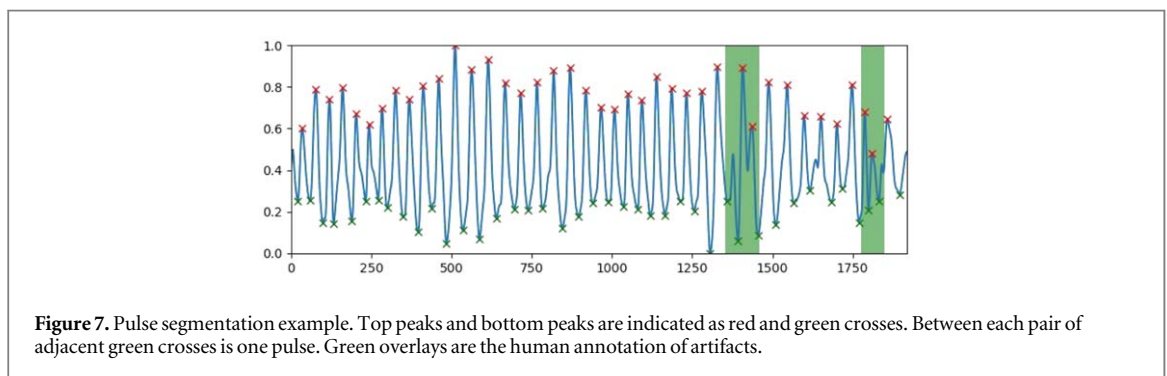 1.0
0.8
0.6
0.4
0.2
0.0
0 250 500 750 1000 1250 1500 1750
Figure 7. Pulse segmentation example. Top peaks and bottom peaks are indicated as red and green crosses. Between each pair of
adjacent green crosses is one pulse. Green overlays are the human annotation of artifacts.